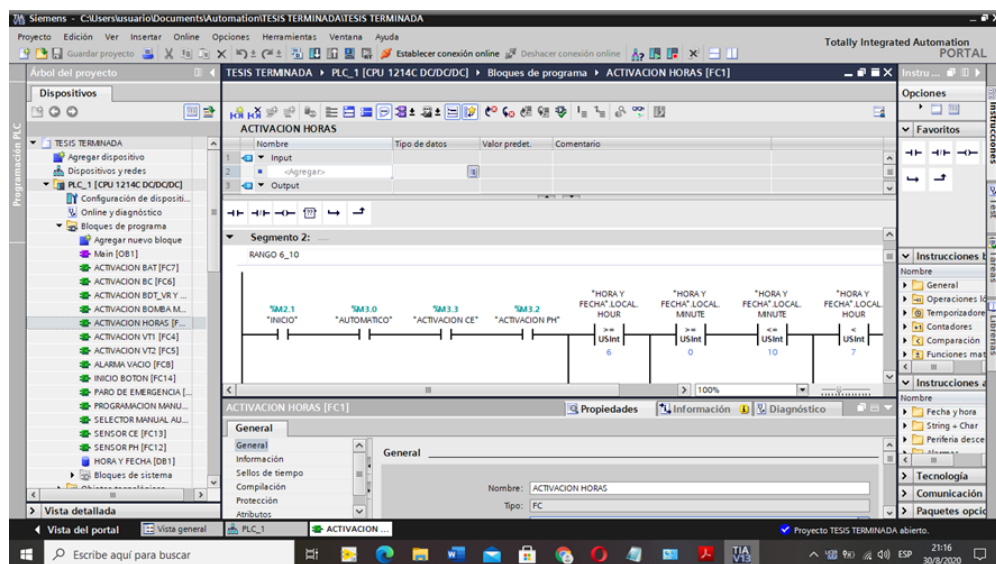 Siemens - C:\Users\usuario\Documents\Automation\TESIS TERMINADA\TESIS TERMINADA
Proyecto Edición Ver Insertar Online Opciones Herramientas Ventana Ayuda
Guardar proyecto
Establecer conexión online
Deshacer conexión online
Totally Integrated Automation
PORTAL
Árbol del proyecto
TESIS TERMINADA ▸ PLC_1 [CPU 1214C DC/DC/DC] ▸ Bloques de programa ▸ ACTIVACION HORAS [FC1]
Instru...
Programación PLC
Dispositivos
TESIS TERMINADA
Agregar dispositivo
Dispositivos y redes
PLC_1 [CPU 1214C DC/DC/DC]
Configuración de dispositi...
Online y diagnóstico
Bloques de programa
Agregar nuevo bloque
Main [OB1]
ACTIVACION BAT [FC7]
ACTIVACION BC [FC6]
ACTIVACION BDT_VR Y ...
ACTIVACION BOMBA M...
ACTIVACION HORAS [F...
ACTIVACION VT1 [FC4]
ACTIVACION VT2 [FC5]
ALARMA VACIO [FC8]
INICIO BOTON [FC14]
PARO DE EMERGENCIA [...
PROGRAMACION MANU...
SELECTOR MANUAL AU...
SENSOR CE [FC13]
SENSOR PH [FC12]
HORA Y FECHA [DB1]
Bloques de sistema
Vista detallada
ACTIVACION HORAS
Nombre Tipo de datos Valor predet. Comentario
1 Input
2 <Agregar>
3 Output
Segmento 2:
RANGO 6_10
%M2.1
"INICIO"
%M3.0
"AUTOMATICO"
%M3.3
"ACTIVACION CE"
%M3.2
"ACTIVACION PH"
"HORA Y
FECHA".LOCAL.
HOUR
>=
USInt
6
"HORA Y
FECHA".LOCAL.
MINUTE
>=
USInt
0
"HORA Y
FECHA".LOCAL.
MINUTE
<=
USInt
10
"HORA Y
FECHA".LOCAL.
HOUR
<
USInt
7
100%
ACTIVACION HORAS [FC1]
Propiedades
Información
Diagnóstico
General
General
Información
Sellos de tiempo
Compilación
Protección
Atributos
General
Nombre: ACTIVACION HORAS
Tipo: FC
Opciones
Favoritos
Instrucciones b
Nombre
General
Operaciones ló
Temporizadore
Contadores
Comparación
Funciones mat
Instrucciones a
Nombre
Fecha y hora
String + Char
Periferia desce
Tecnología
Comunicación
Paquetes opcio
Instrucciones
Test
Tareas
Librerías
Vista del portal
Vista general
PLC_1
ACTIVACION ...
Proyecto TESIS TERMINADA abierto.
Escribe aquí para buscar
TIA
V13
ESP
21:16
30/8/2020